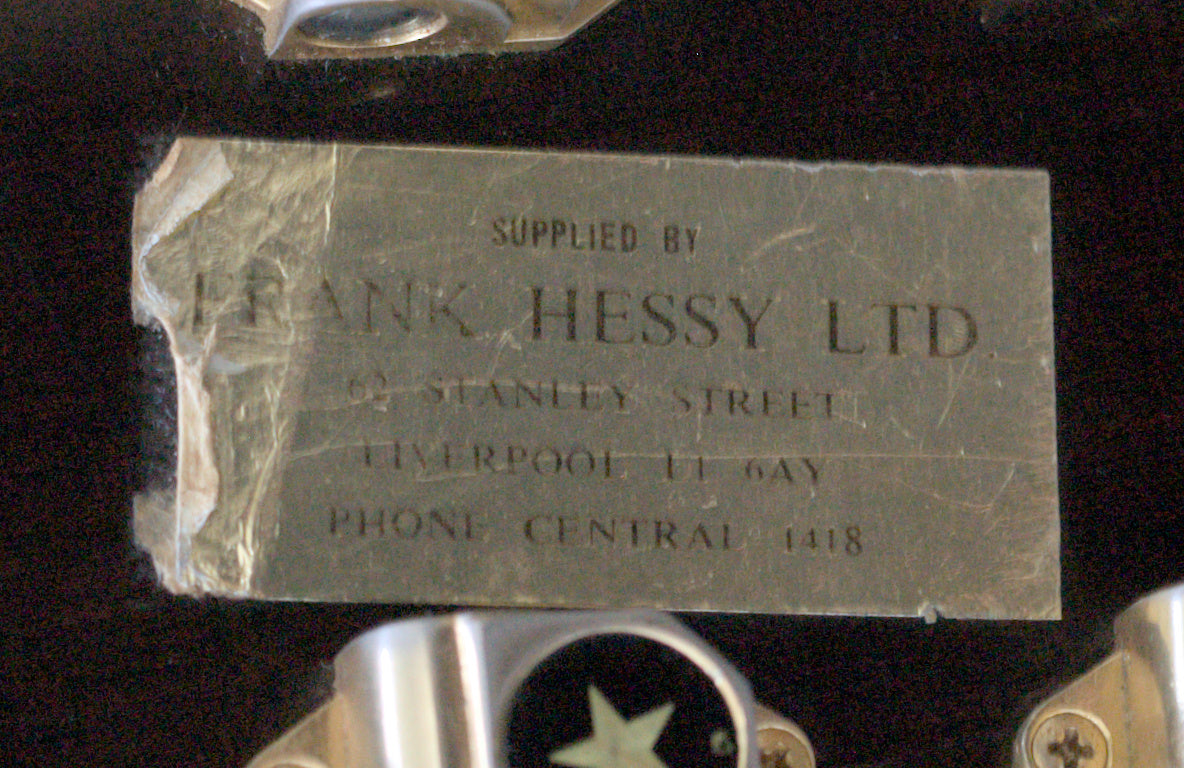 SUPPLIED BY
FRANK HESSY LTD.
62 STANLEY STREET
LIVERPOOL L1 6AY
PHONE CENTRAL 1418